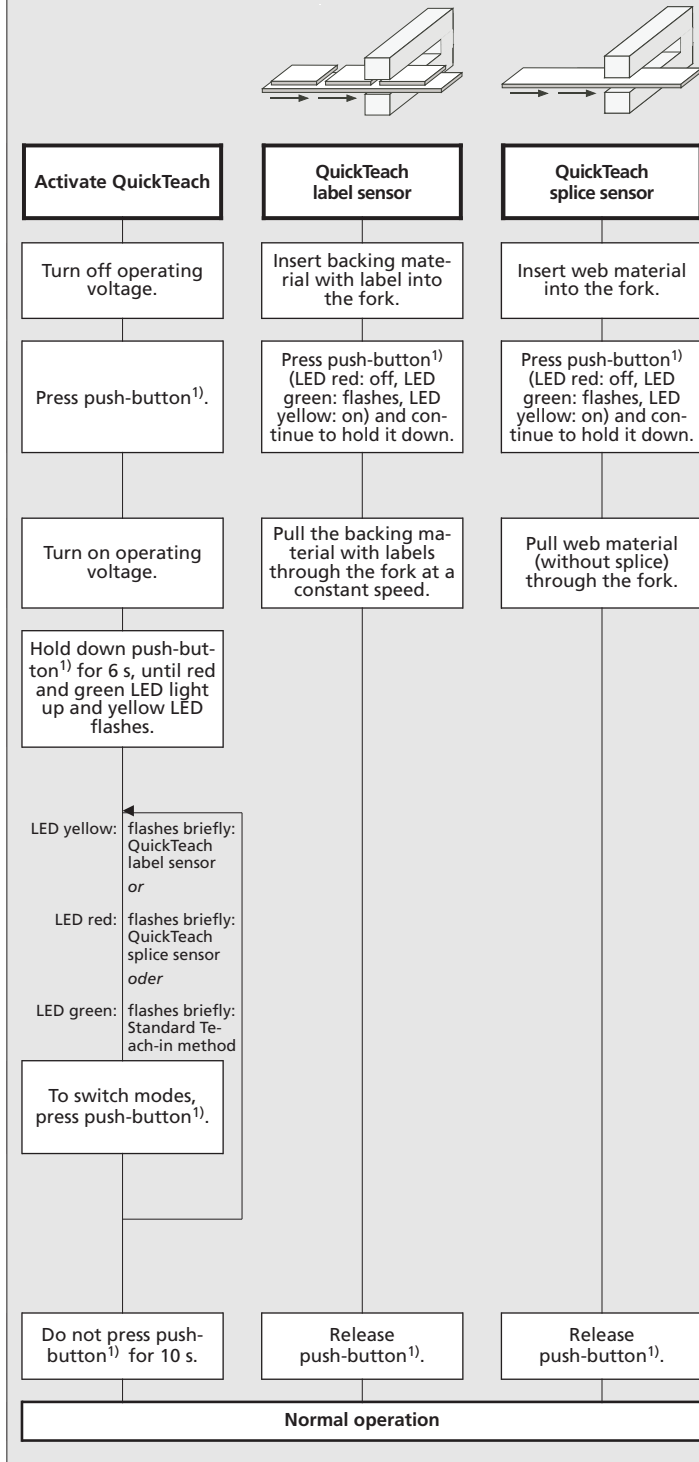 Activate QuickTeach
Turn off operating
voltage.
Press push-button1).
Turn on operating
voltage.
Hold down push-but-
ton1) for 6 s, until red
and green LED light
up and yellow LED
flashes.
LED yellow: flashes briefly:
QuickTeach
label sensor
or
LED red: flashes briefly:
QuickTeach
splice sensor
oder
LED green: flashes briefly:
Standard Te-
ach-in method
To switch modes,
press push-button1).
Do not press push-
button1) for 10 s.
QuickTeach
label sensor
Insert backing mate-
rial with label into
the fork.
Press push-button1)
(LED red: off, LED
green: flashes, LED
yellow: on) and con-
tinue to hold it down.
Pull the backing ma-
terial with labels
through the fork at a
constant speed.
Release
push-button1).
QuickTeach
splice sensor
Insert web material
into the fork.
Press push-button1)
(LED red: off, LED
green: flashes, LED
yellow: on) and con-
tinue to hold it down.
Pull web material
(without splice)
through the fork.
Release
push-button1).
Normal operation